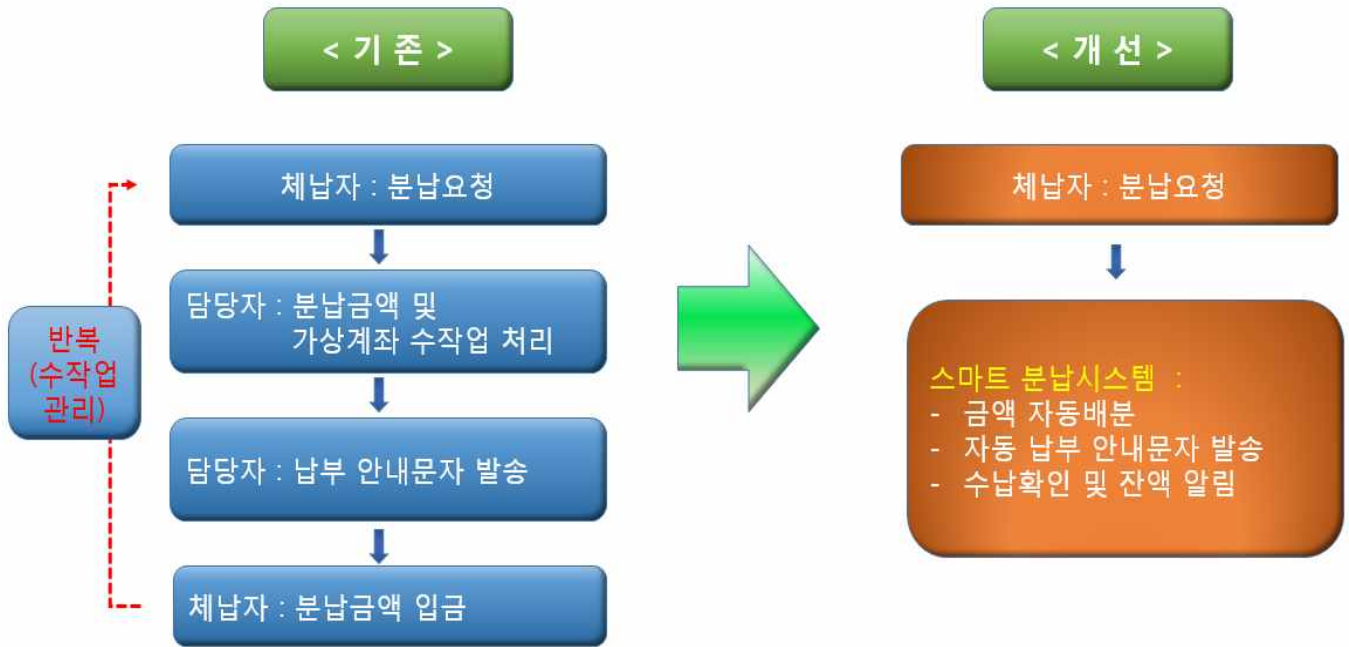 < 기 존 >
체납자 : 분납요청
담당자 : 분납금액 및
가상계좌 수작업 처리
담당자 : 납부 안내문자 발송
체납자 : 분납금액 입금
반복
(수작업
관리)
< 개 선 >
체납자 : 분납요청
스마트 분납시스템 :
- 금액 자동배분
- 자동 납부 안내문자 발송
- 수납확인 및 잔액 알림